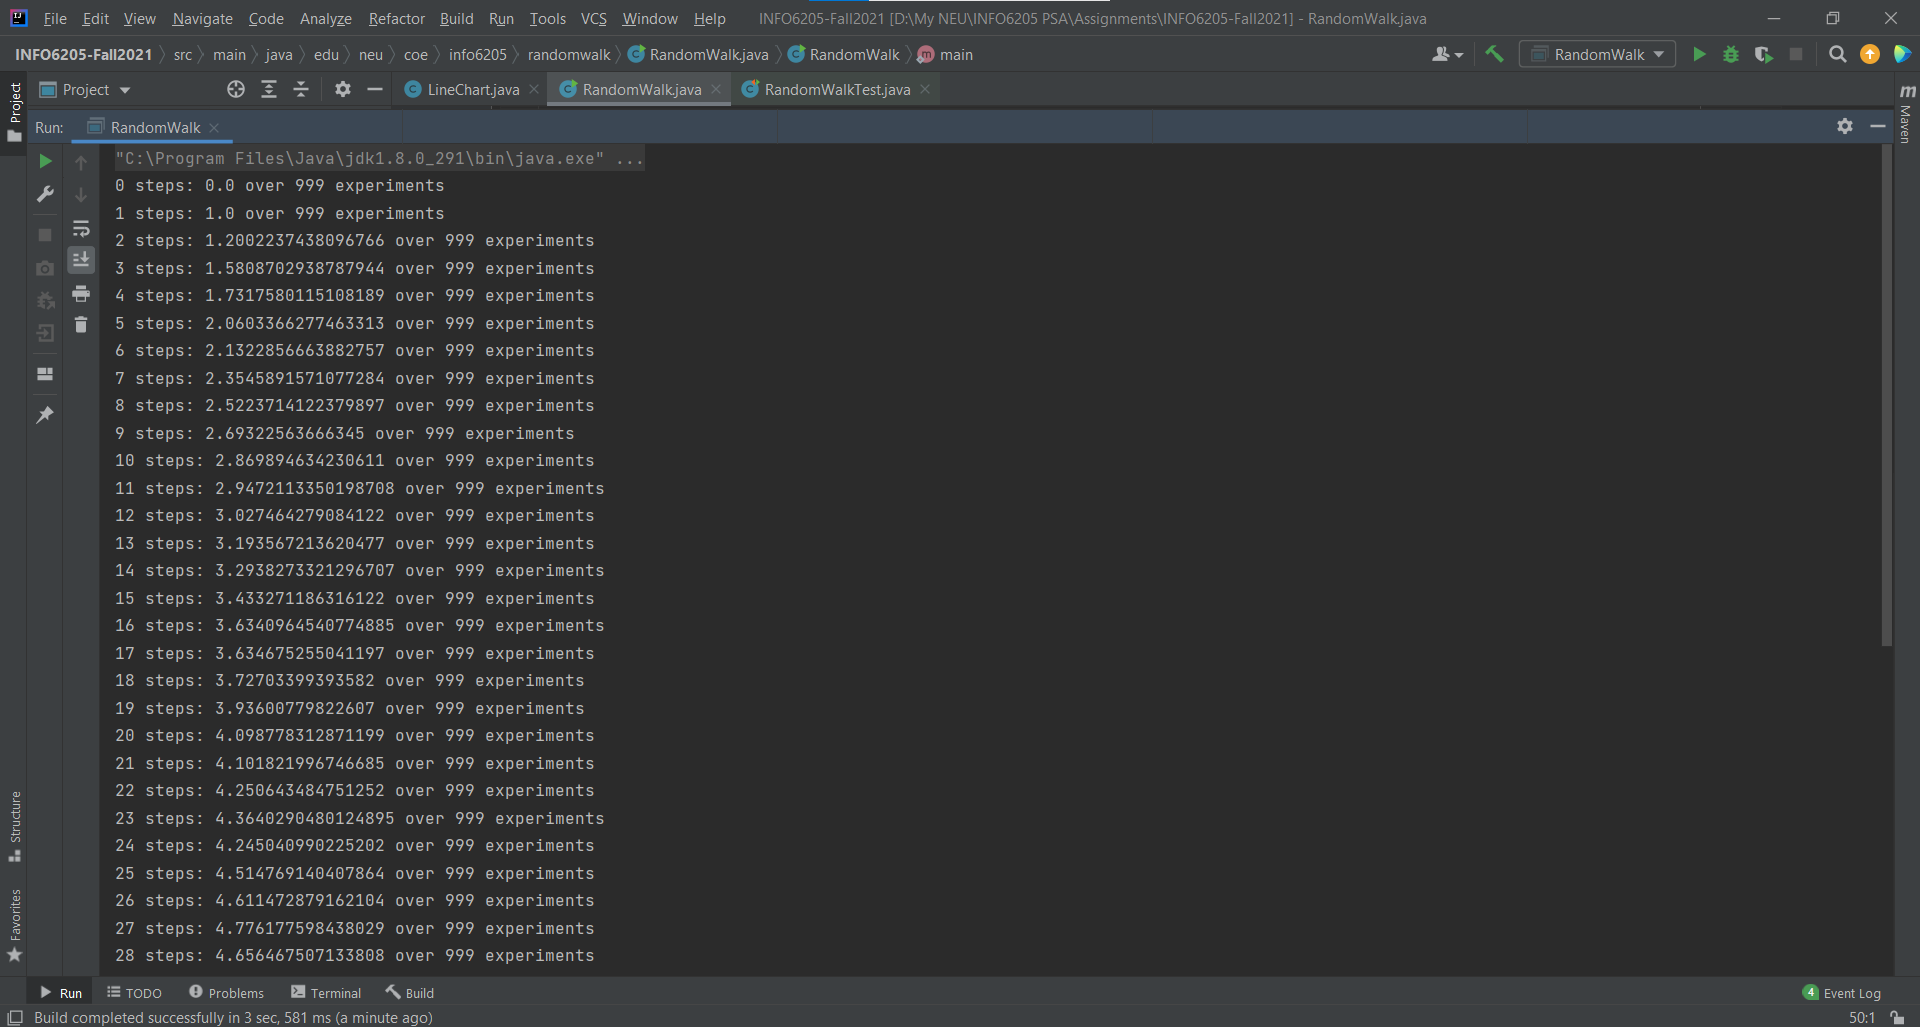 File Edit View Navigate Code Analyze Refactor Build Run Tools VCS Window Help INFO6205-Fall2021 [D:\My NEU\INFO6205 PSA\Assignments\INFO6205-Fall2021] - RandomWalk.java
INFO6205-Fall2021 src main java edu neu coe info6205 randomwalk RandomWalk.java RandomWalk main RandomWalk
Project Project LineChart.java RandomWalk.java RandomWalkTest.java Maven
Run: RandomWalk
"C:\Program Files\Java\jdk1.8.0_291\bin\java.exe" ...
0 steps: 0.0 over 999 experiments
1 steps: 1.0 over 999 experiments
2 steps: 1.2002237438096766 over 999 experiments
3 steps: 1.5808702938787944 over 999 experiments
4 steps: 1.7317580115108189 over 999 experiments
5 steps: 2.0603366277463313 over 999 experiments
6 steps: 2.1322856663882757 over 999 experiments
7 steps: 2.3545891571077284 over 999 experiments
8 steps: 2.5223714122379897 over 999 experiments
9 steps: 2.69322563666345 over 999 experiments
10 steps: 2.869894634230611 over 999 experiments
11 steps: 2.9472113350198708 over 999 experiments
12 steps: 3.027464279084122 over 999 experiments
13 steps: 3.193567213620477 over 999 experiments
14 steps: 3.2938273321296707 over 999 experiments
15 steps: 3.433271186316122 over 999 experiments
16 steps: 3.6340964540774885 over 999 experiments
17 steps: 3.634675255041197 over 999 experiments
18 steps: 3.72703399393582 over 999 experiments
19 steps: 3.93600779822607 over 999 experiments
20 steps: 4.098778312871199 over 999 experiments
21 steps: 4.101821996746685 over 999 experiments
22 steps: 4.250643484751252 over 999 experiments
23 steps: 4.3640290480124895 over 999 experiments
24 steps: 4.245040990225202 over 999 experiments
25 steps: 4.514769140407864 over 999 experiments
26 steps: 4.611472879162104 over 999 experiments
27 steps: 4.776177598438029 over 999 experiments
28 steps: 4.656467507133808 over 999 experiments
Structure
Favorites
Run TODO Problems Terminal Build 4 Event Log
Build completed successfully in 3 sec, 581 ms (a minute ago) 50:1